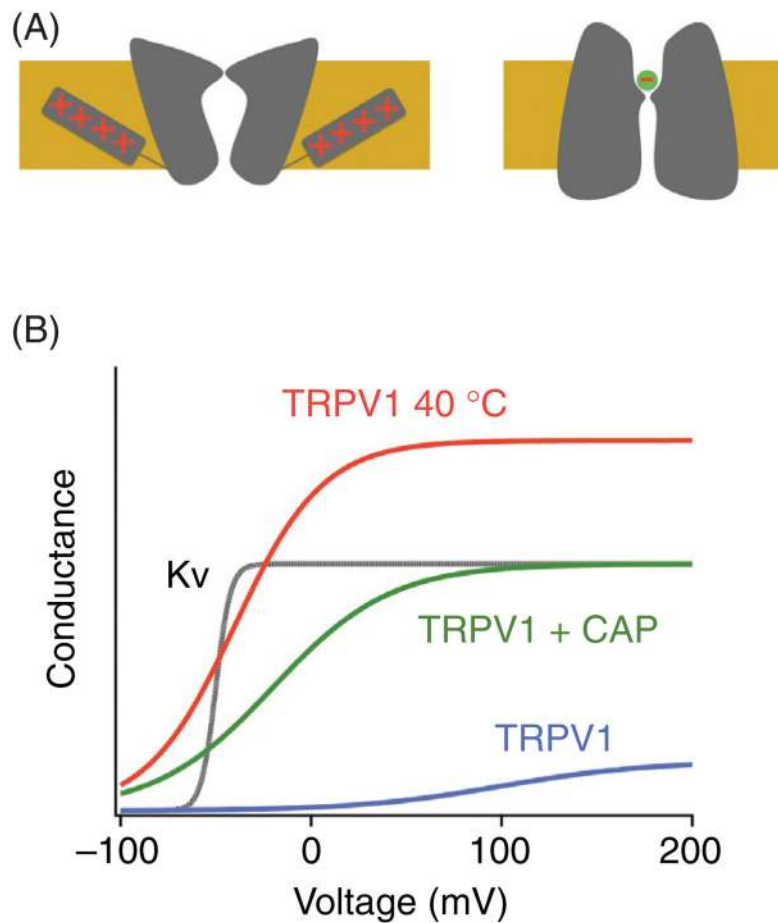 (A)
+ + + +
+ + + +
−
(B)
TRPV1 40 °C
Kv
TRPV1 + CAP
TRPV1
Conductance
–100 0 100 200
Voltage (mV)